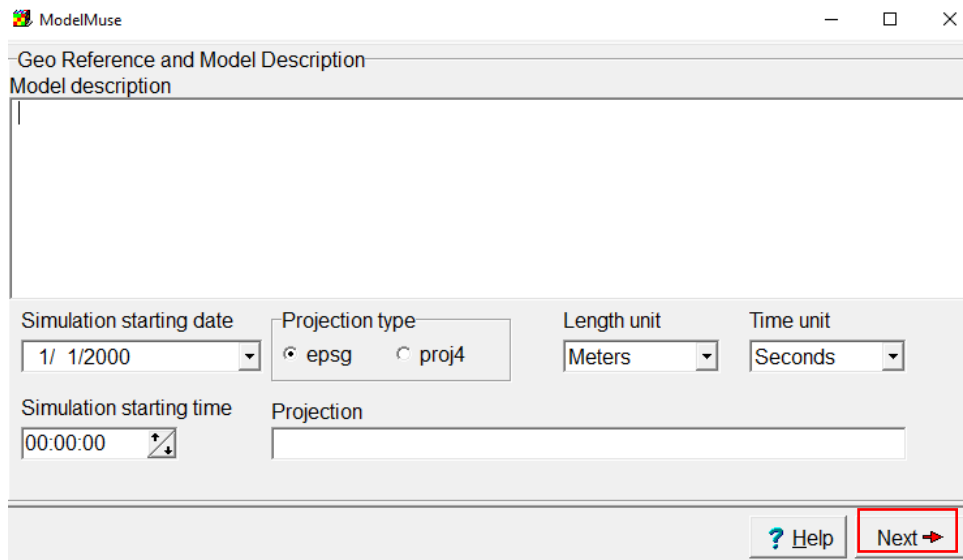 ModelMuse
Geo Reference and Model Description
Model description
Simulation starting date
Projection type
Length unit
Time unit
1/ 1/2000
epsg
proj4
Meters
Seconds
Simulation starting time
Projection
00:00:00
? Help
Next